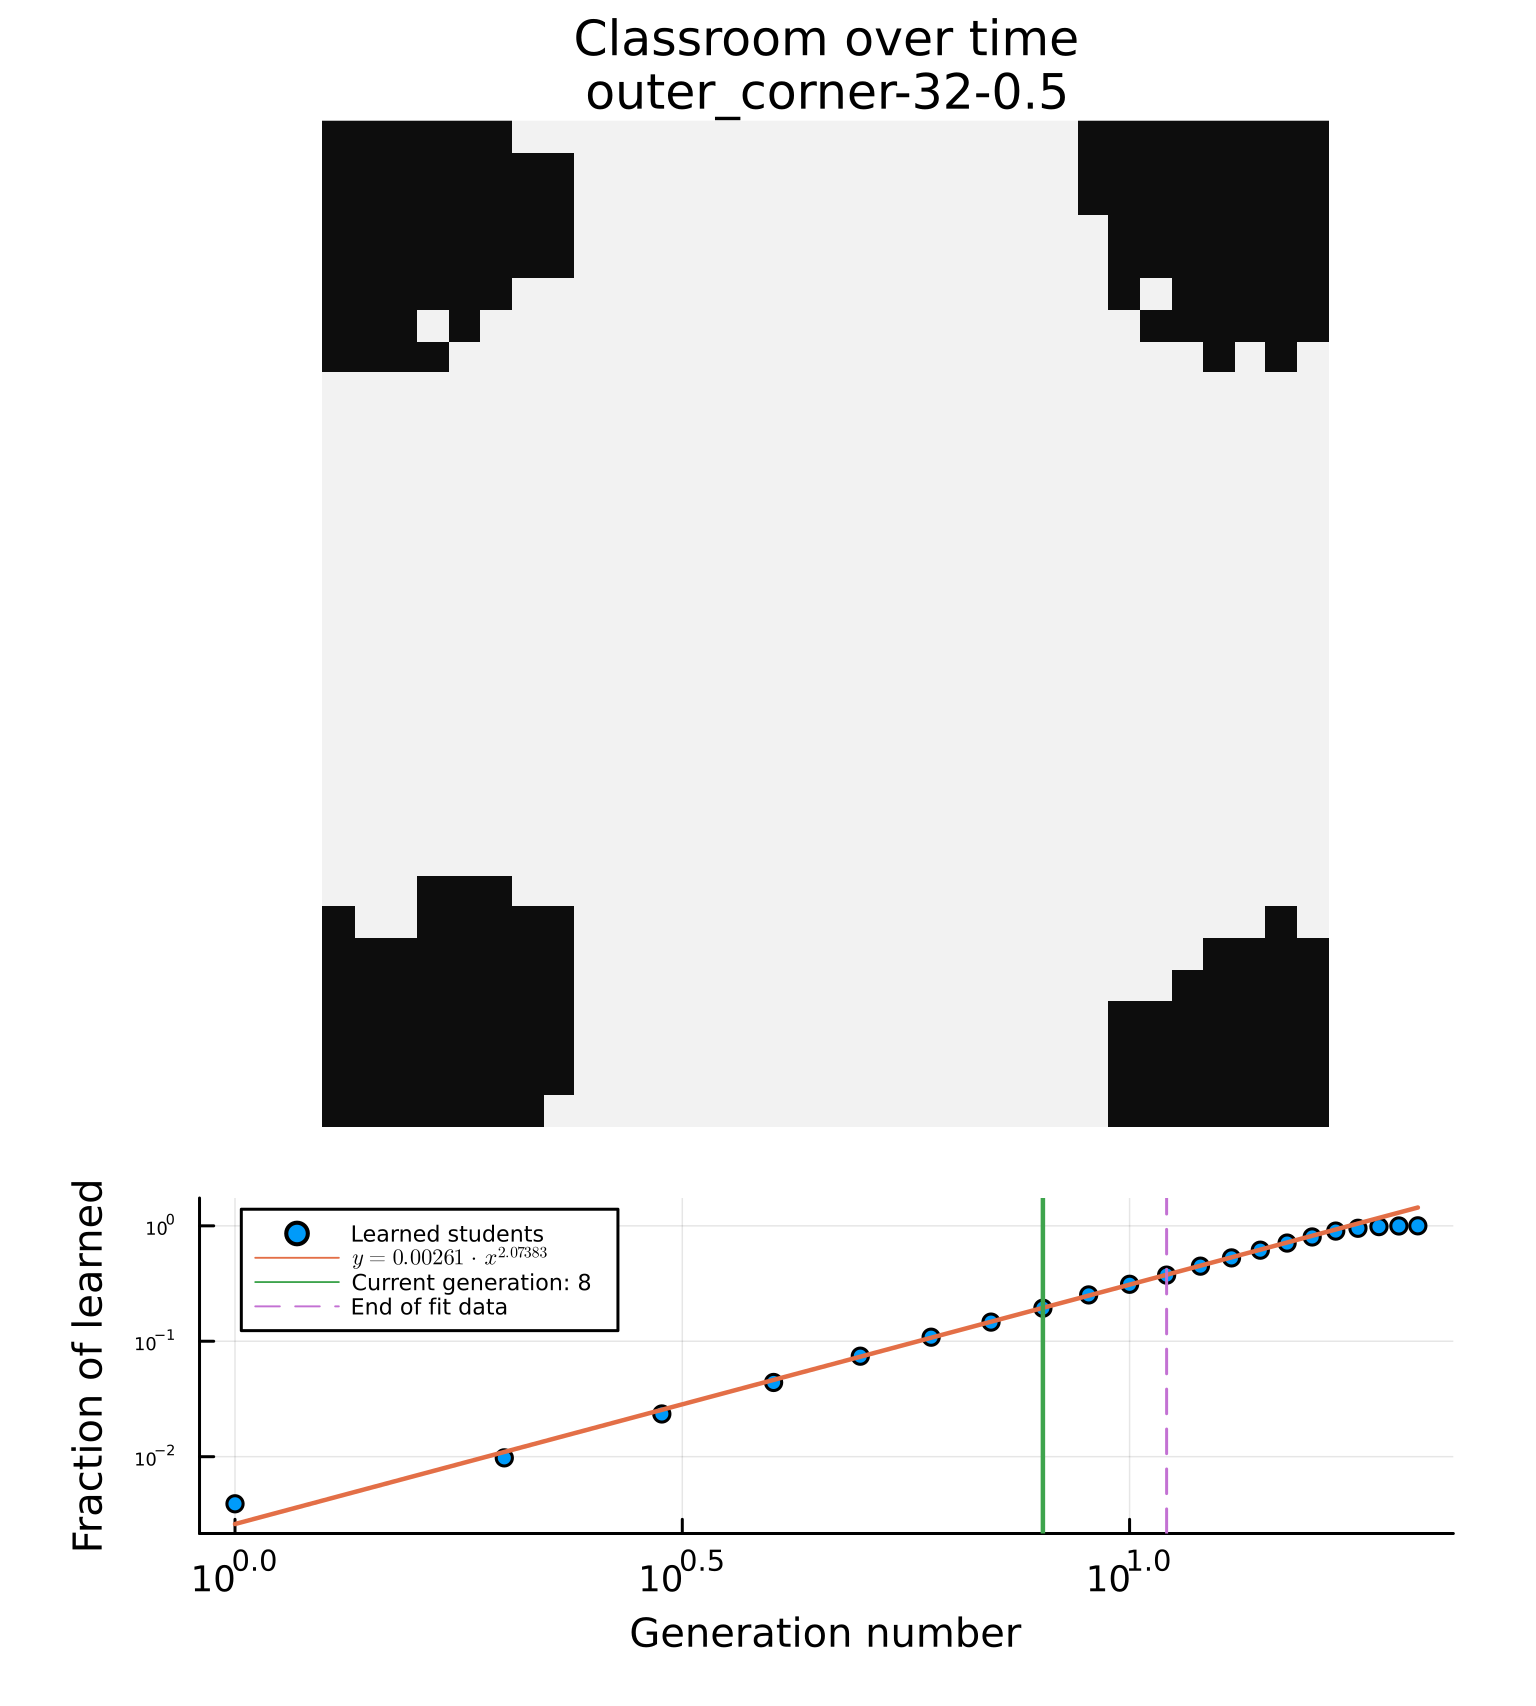 Classroom over time
outer_corner-32-0.5
Fraction of learned
10^0
10^−1
10^−2
Learned students
y = 0.00261 · x^2.07383
Current generation: 8
End of fit data
10^0.0 10^0.5 10^1.0
Generation number